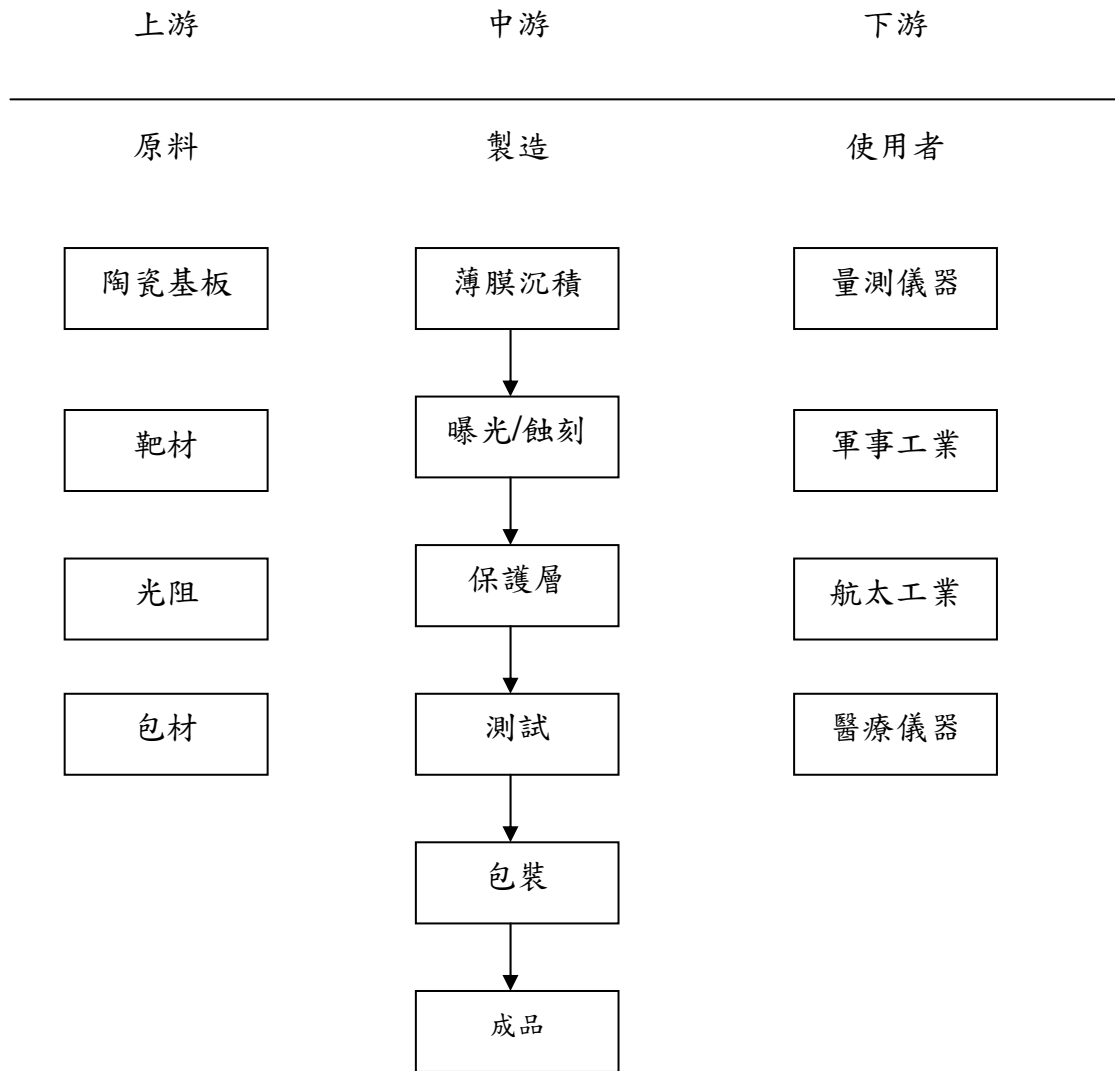 上游
中游
下游
原料
製造
使用者
陶瓷基板
薄膜沉積
量測儀器
靶材
曝光/蝕刻
軍事工業
光阻
保護層
航太工業
包材
測試
醫療儀器
包裝
成品